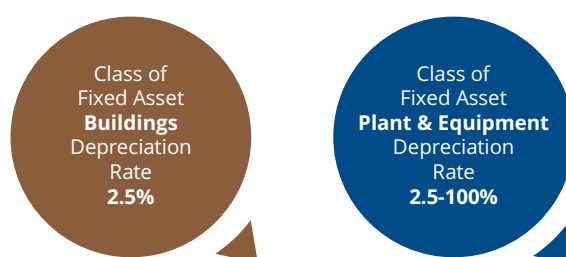 Class of
Fixed Asset
Buildings
Depreciation
Rate
2.5%
Class of
Fixed Asset
Plant & Equipment
Depreciation
Rate
2.5-100%